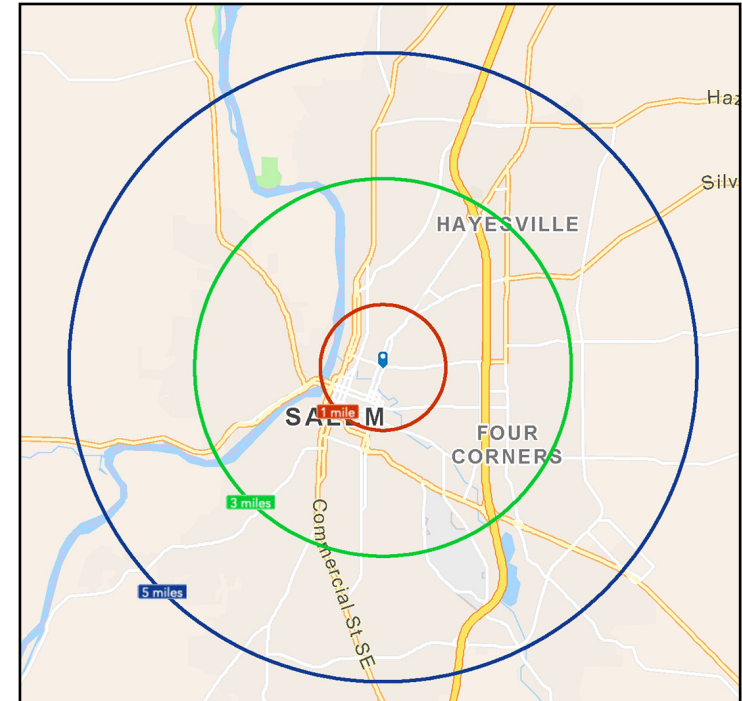 Haz
Silv
HAYESVILLE
SALEM
1 mile
FOUR
CORNERS
3 miles
Commercial St SE
5 miles